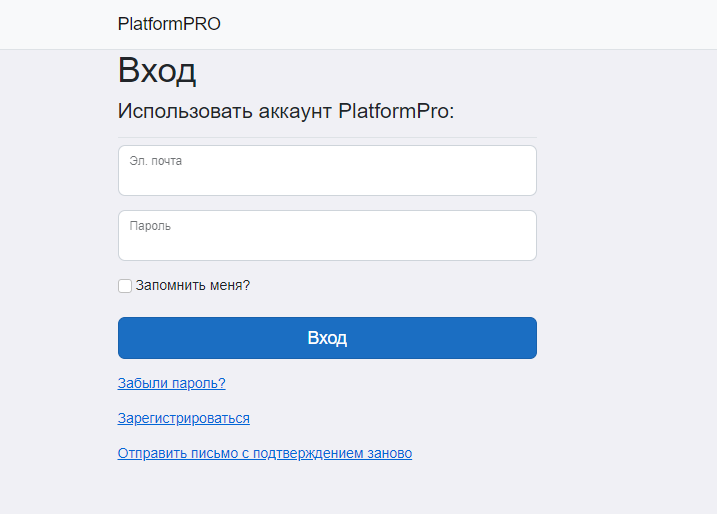 PlatformPRO
Вход
Использовать аккаунт PlatformPro:
Эл. почта
Пароль
Запомнить меня?
Вход
Забыли пароль?
Зарегистрироваться
Отправить письмо с подтверждением заново